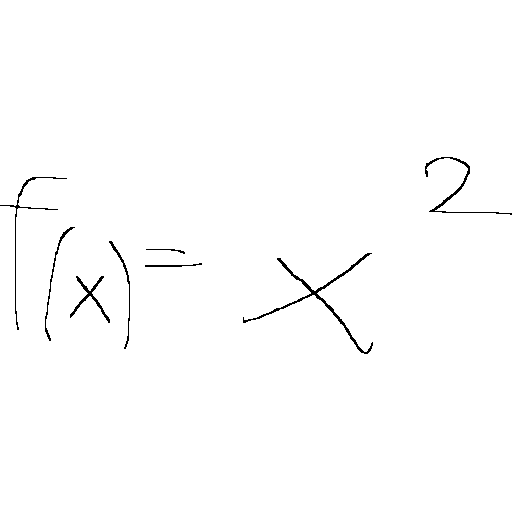 f(x) = x²